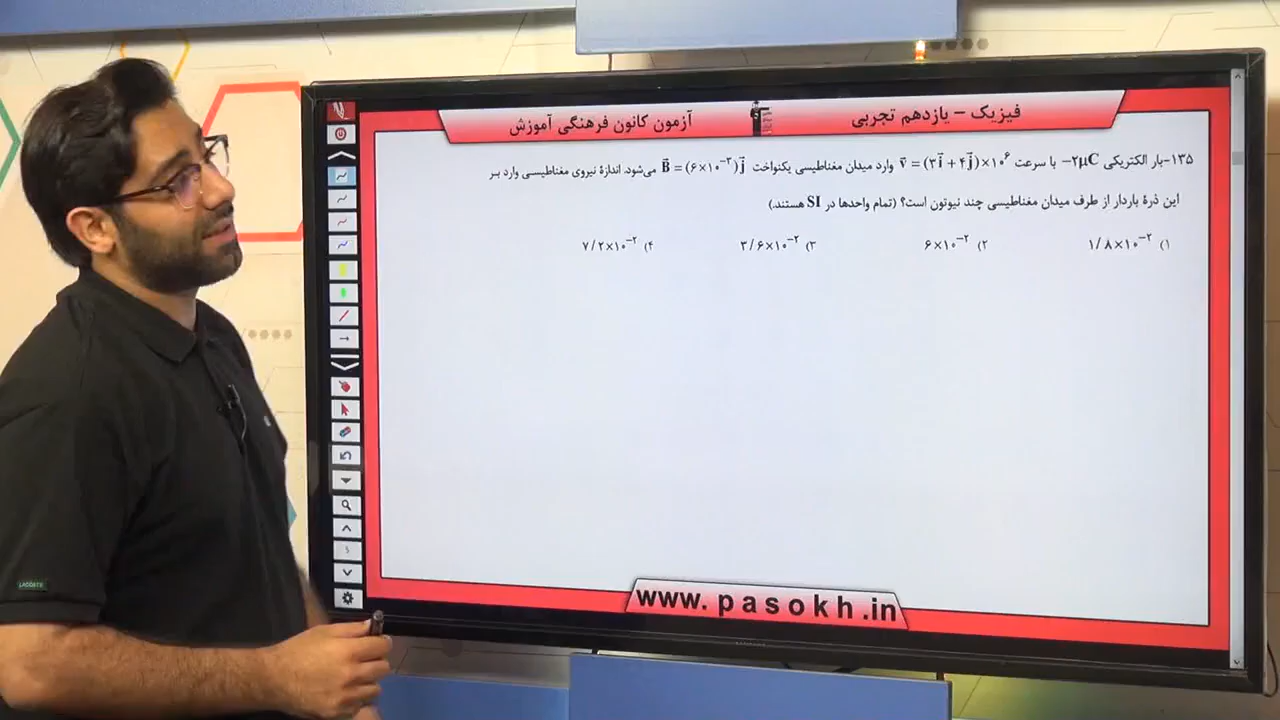 فیزیک – یازدهم تجربی
آزمون کانون فرهنگی آموزش
۱۳۵-بار الکتریکی ‎−۲μC‎ با سرعت ‎v⃗ = (۳i⃗ + ۴j⃗)×۱۰^۶‎ وارد میدان مغناطیسی یکنواخت ‎B⃗ = (۶×۱۰^−۳)j⃗‎ می‌شود. اندازهٔ نیروی مغناطیسی وارد بر
این ذرهٔ باردار از طرف میدان مغناطیسی چند نیوتون است؟ (تمام واحدها در SI هستند.)
۱) ۱/۸×۱۰^−۲ ۲) ۶×۱۰^−۲ ۳) ۳/۶×۱۰^−۲ ۴) ۷/۲×۱۰^−۲
www.pasokh.in